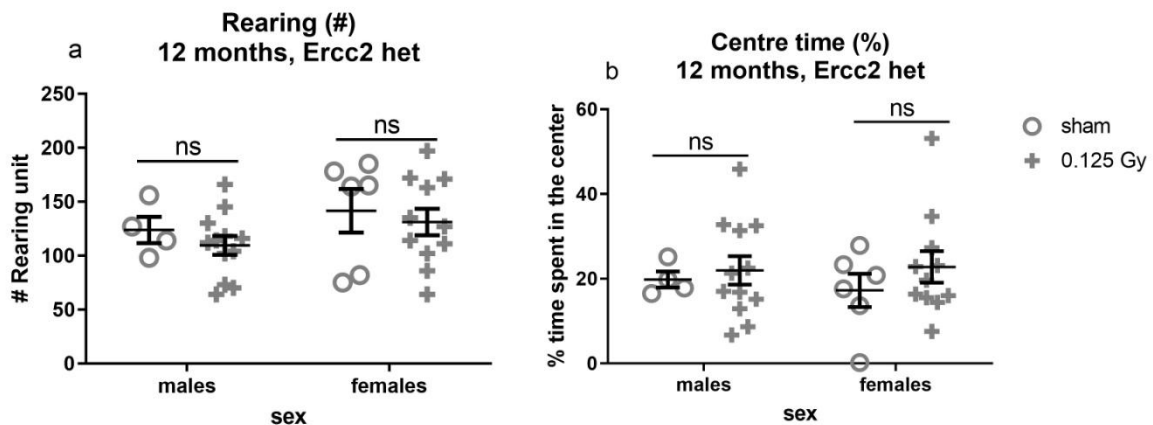 a
Rearing (#)
12 months, Ercc2 het
# Rearing unit
250
200
150
100
50
0
ns
ns
males
females
sex
b
Centre time (%)
12 months, Ercc2 het
% time spent in the center
60
40
20
0
ns
ns
males
females
sex
sham
0.125 Gy